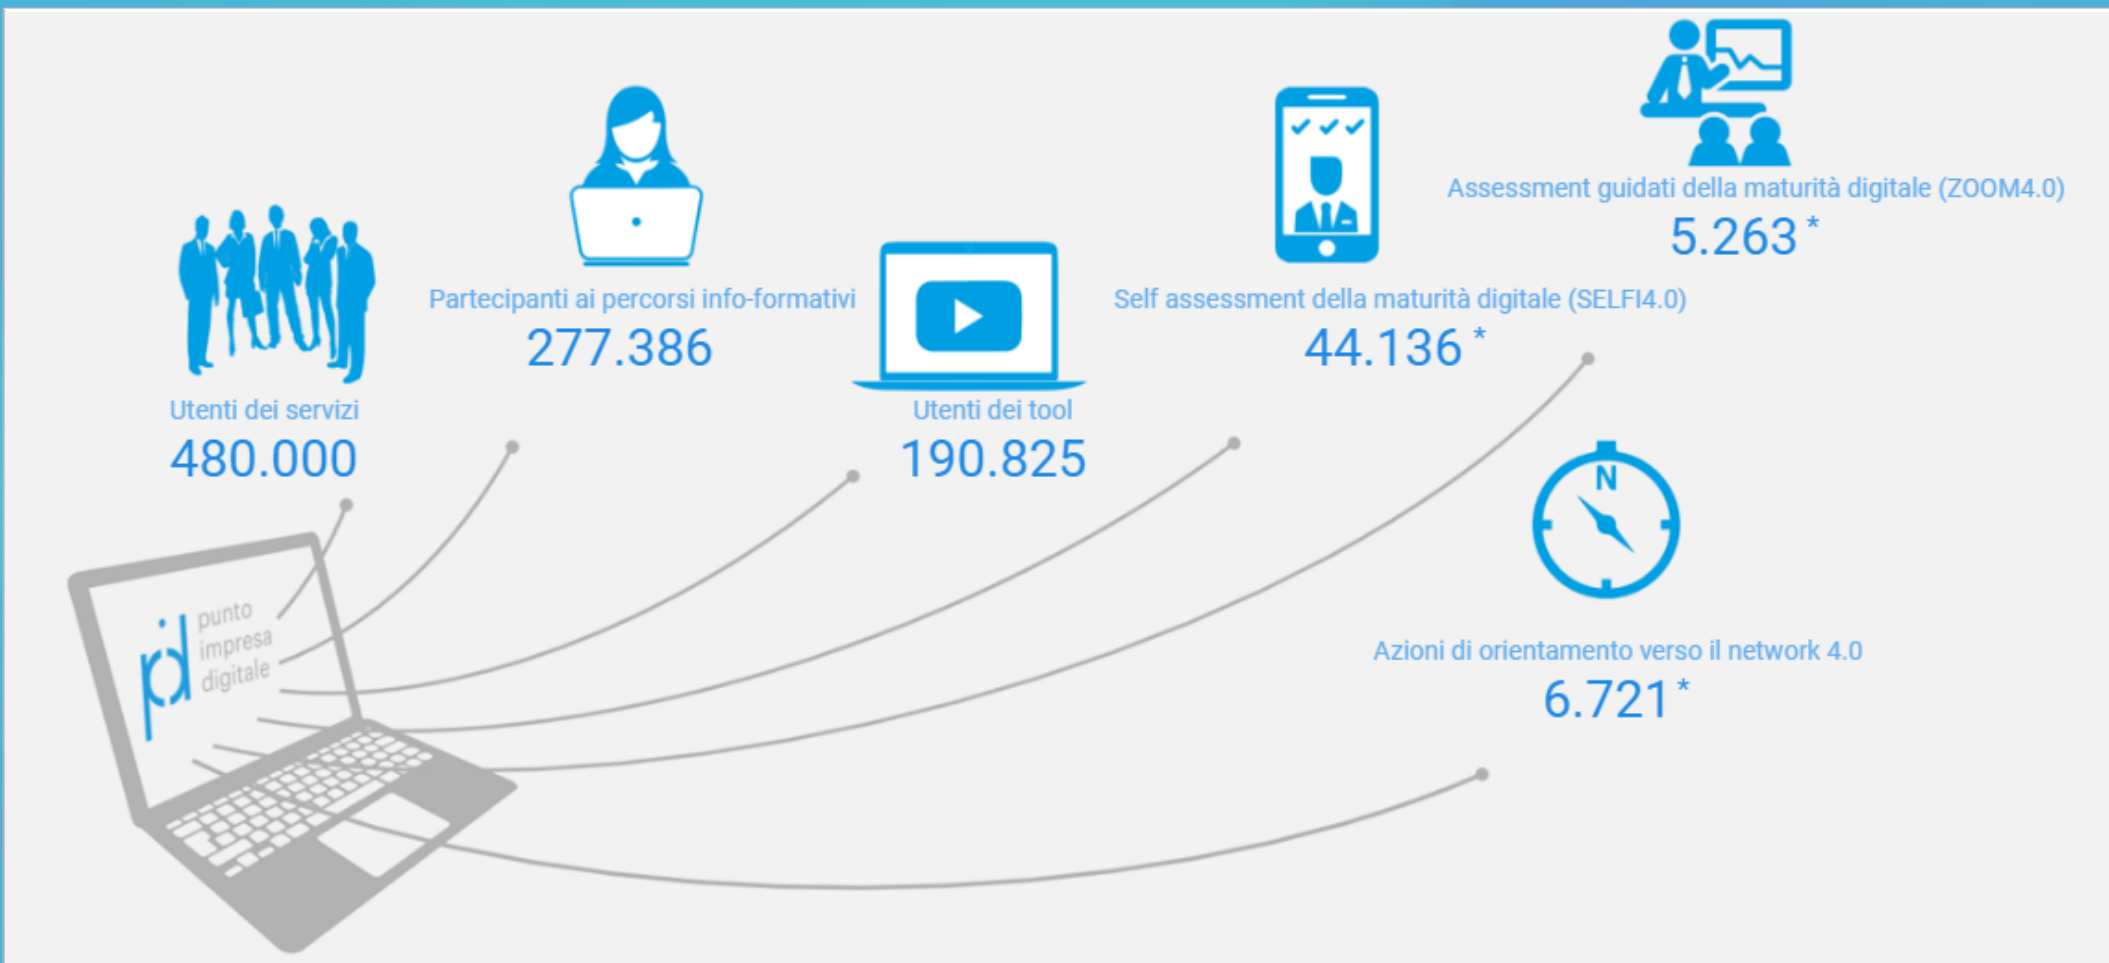 Assessment guidati della maturità digitale (ZOOM4.0)
5.263 *
Partecipanti ai percorsi info-formativi
277.386
Self assessment della maturità digitale (SELFI4.0)
44.136 *
Utenti dei servizi
480.000
Utenti dei tool
190.825
N
Azioni di orientamento verso il network 4.0
6.721 *
pid
punto
impresa
digitale